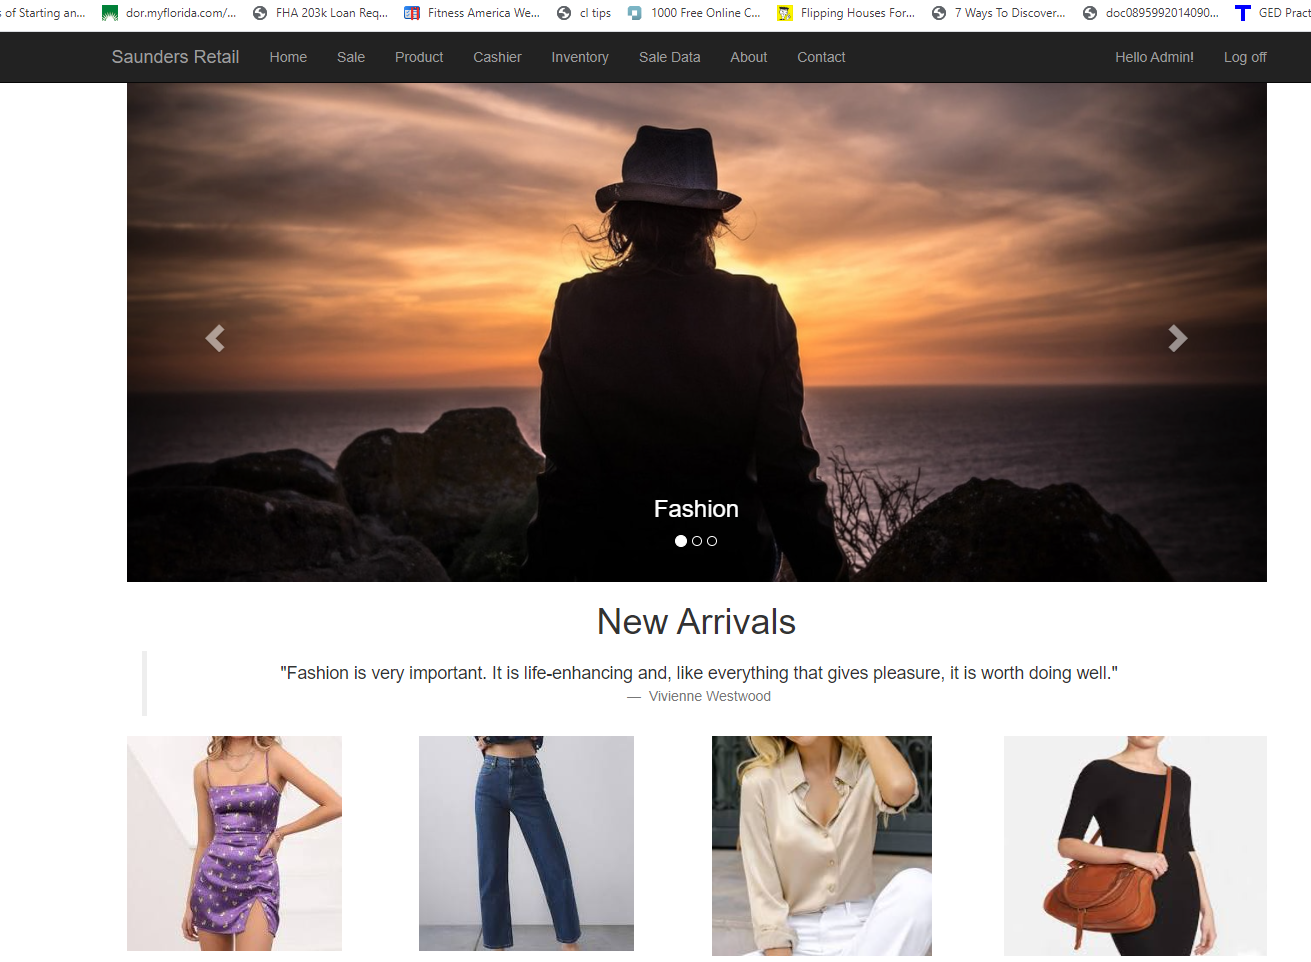 s of Starting an...
dor.myflorida.com/...
FHA 203k Loan Req...
Fitness America We...
cl tips
1000 Free Online C...
Flipping Houses For...
7 Ways To Discover...
doc0895992014090...
GED Pract
Saunders Retail
Home
Sale
Product
Cashier
Inventory
Sale Data
About
Contact
Hello Admin!
Log off
Fashion
New Arrivals
"Fashion is very important. It is life-enhancing and, like everything that gives pleasure, it is worth doing well."
— Vivienne Westwood